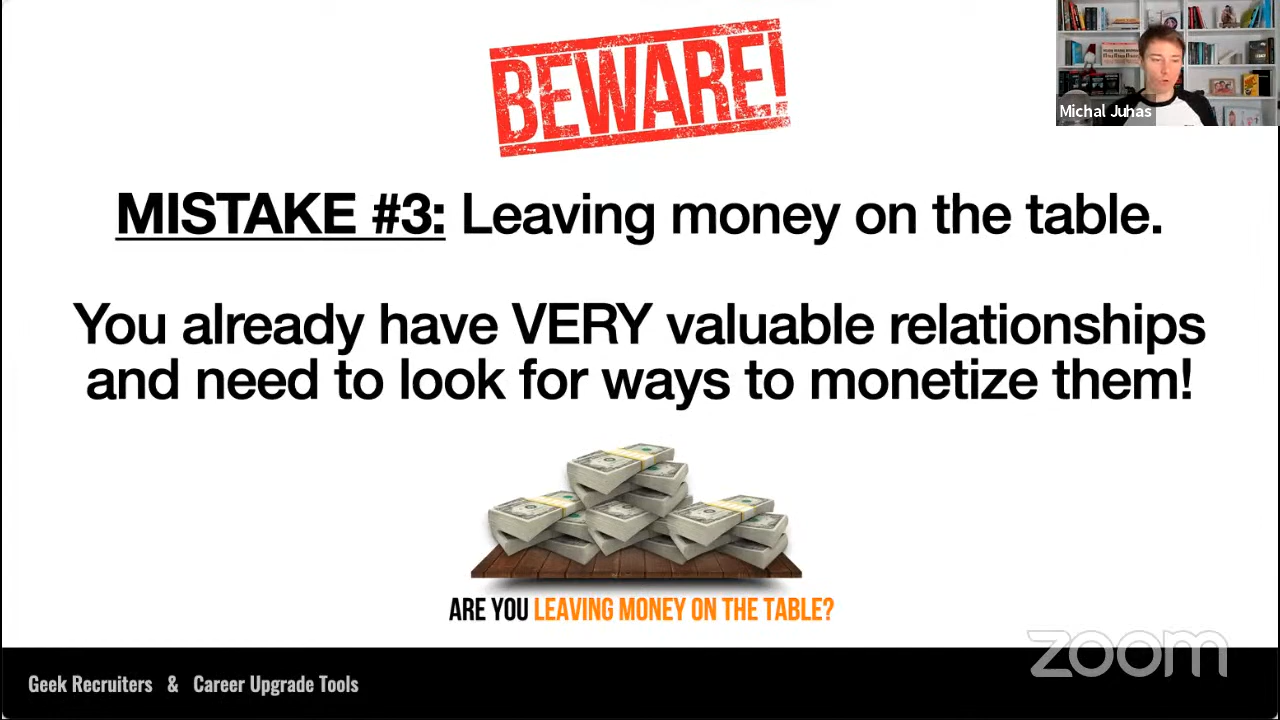 BEWARE!
Michal Juhas
MISTAKE #3: Leaving money on the table.
You already have VERY valuable relationships
and need to look for ways to monetize them!
ARE YOU LEAVING MONEY ON THE TABLE?
zoom
Geek Recruiters & Career Upgrade Tools